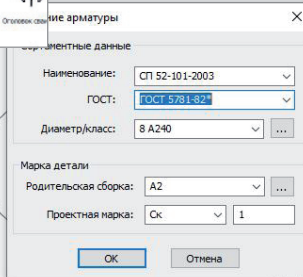 Оголовок сваи
ние арматуры
Сортаментные данные
Наименование: СП 52-101-2003
ГОСТ: ГОСТ 5781-82*
Диаметр/класс: 8 А240 ...
Марка детали
Родительская сборка: А2 ...
Проектная марка: Ск 1
ОК Отмена